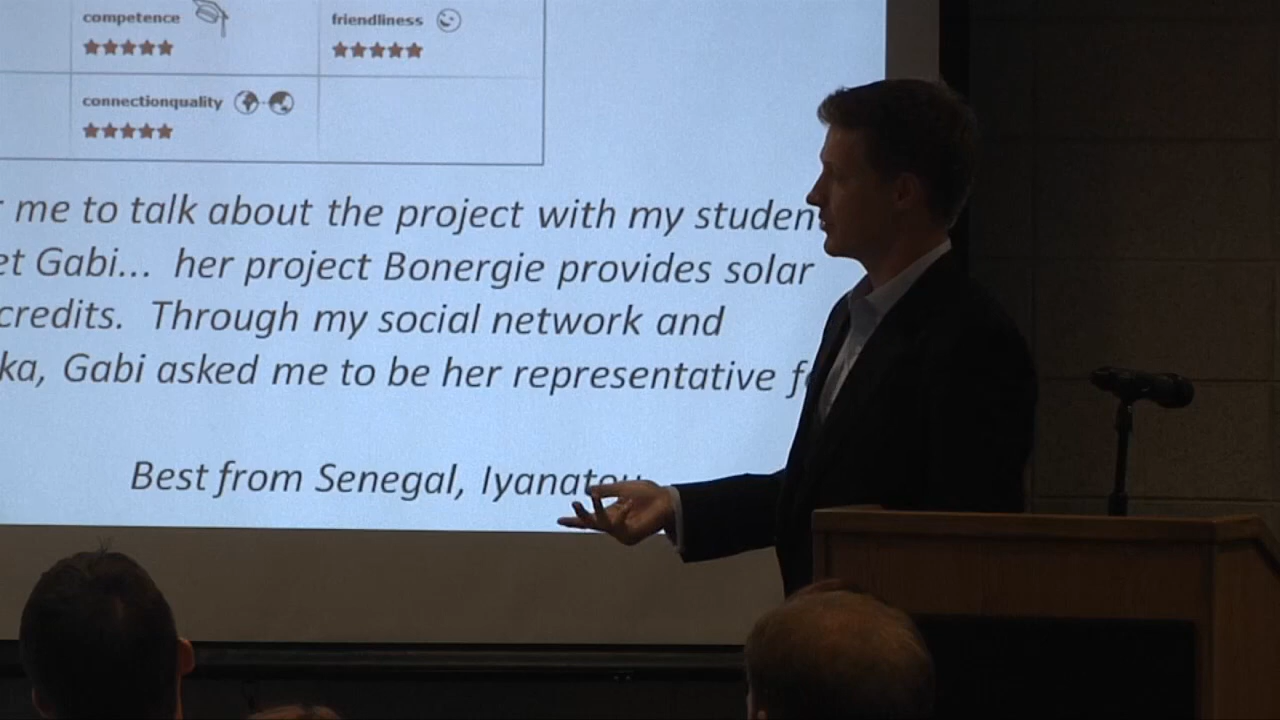 competence friendliness
connectionquality
me to talk about the project with my
Gabi... her project Bonergie provides solar
credits. Through my social network and
Gabi asked me to be her representative
Best from Senegal,